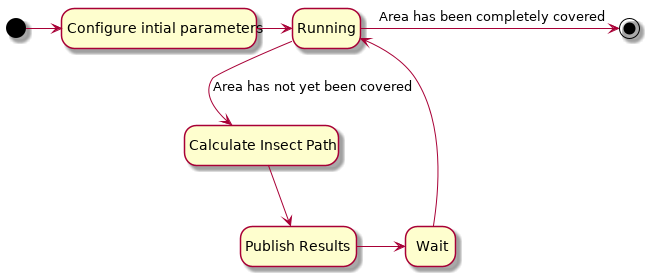 Configure intial parameters
Running
Area has been completely covered
Area has not yet been covered
Calculate Insect Path
Publish Results
Wait